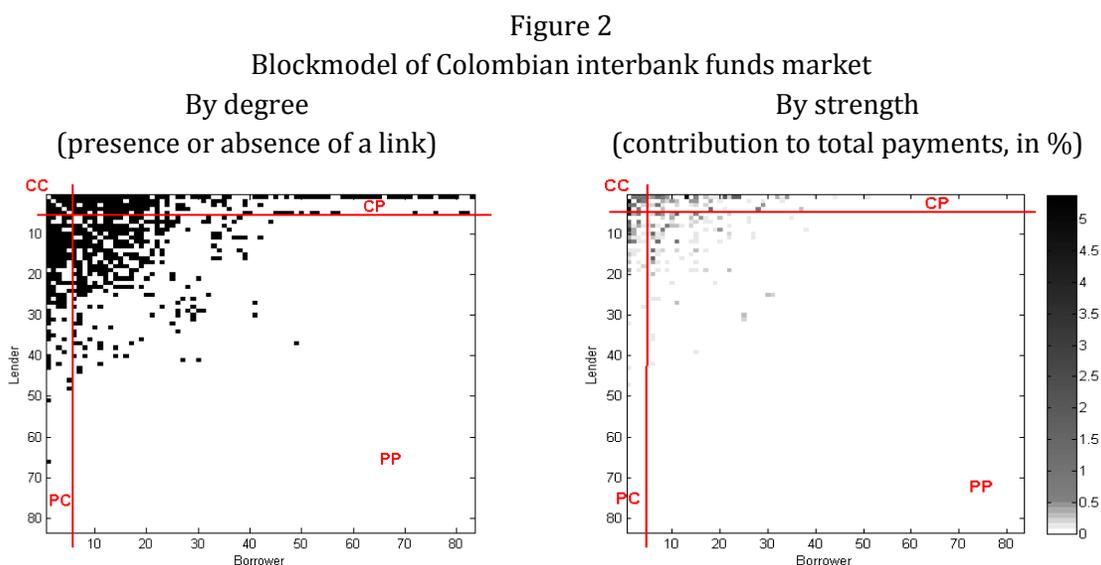 Figure 2
Blockmodel of Colombian interbank funds market
By degree
(presence or absence of a link)
CC
CP
PP
PC
10
20
30
40
50
60
70
80
Lender
10 20 30 40 50 60 70 80
Borrower
By strength
(contribution to total payments, in %)
CC
CP
PP
PC
10
20
30
40
50
60
70
80
Lender
10 20 30 40 50 60 70 80
Borrower
5
4
3
2.5
2
1.5
1
0.5
0